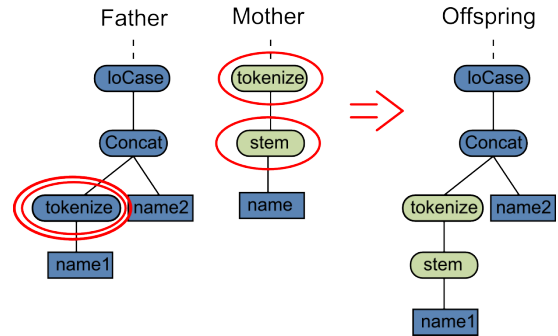 Father
Mother
Offspring
loCase
tokenize
loCase
Concat
stem
Concat
tokenize
name2
name
tokenize
name2
name1
stem
name1